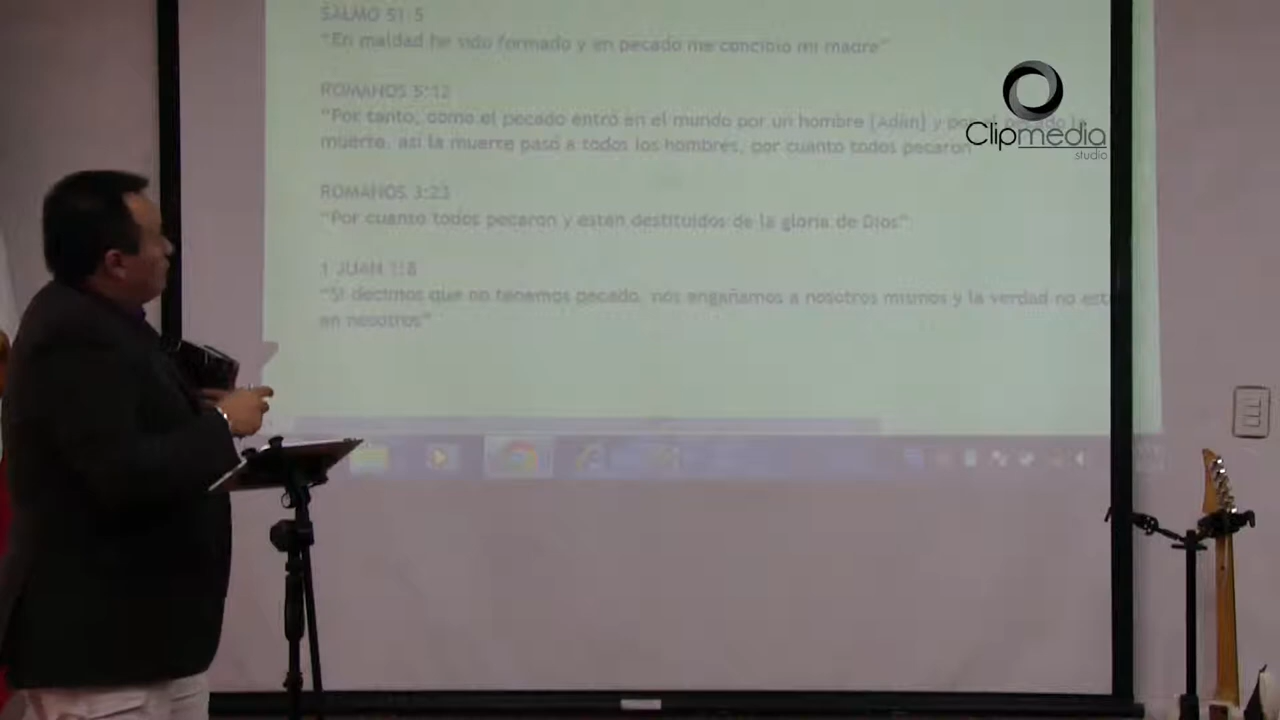 SALMO 51:5
"En maldad he sido formado y en pecado me concibio mi madre"
ROMANOS 5:12
"Por tanto, como el pecado entró en el mundo por un hombre (Adán) y por el pecado la
muerte, así la muerte pasó a todos los hombres, por cuanto todos pecaron
ROMANOS 3:23
"Por cuanto todos pecaron y están destituidos de la gloria de Dios"
1 JUAN 1:8
"Si decimos que no tenemos pecado, nos engañamos a nosotros mismos y la verdad no est
en nosotros"
Clipmedia
studio